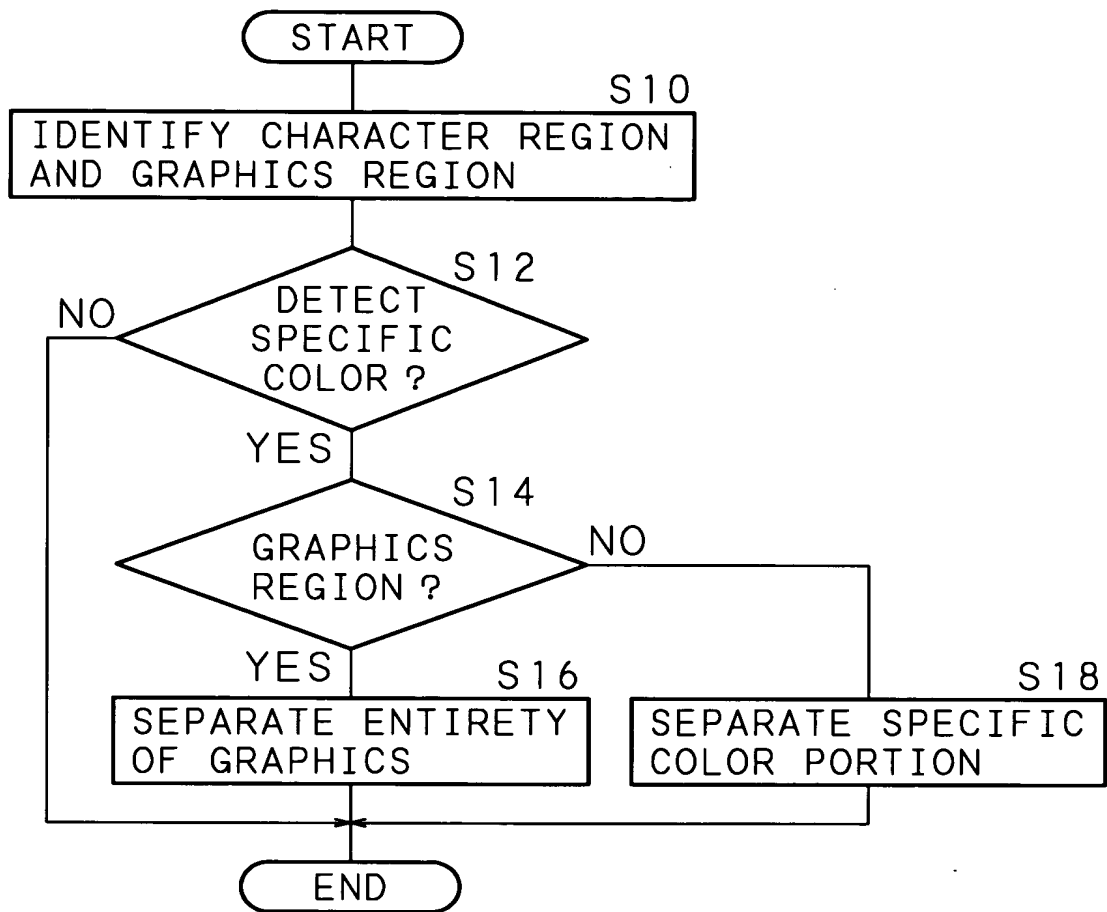 START
S10
IDENTIFY CHARACTER REGION
AND GRAPHICS REGION
S12
NO
DETECT
SPECIFIC
COLOR ?
YES
S14
GRAPHICS
REGION ?
NO
YES
S16
SEPARATE ENTIRETY
OF GRAPHICS
S18
SEPARATE SPECIFIC
COLOR PORTION
END